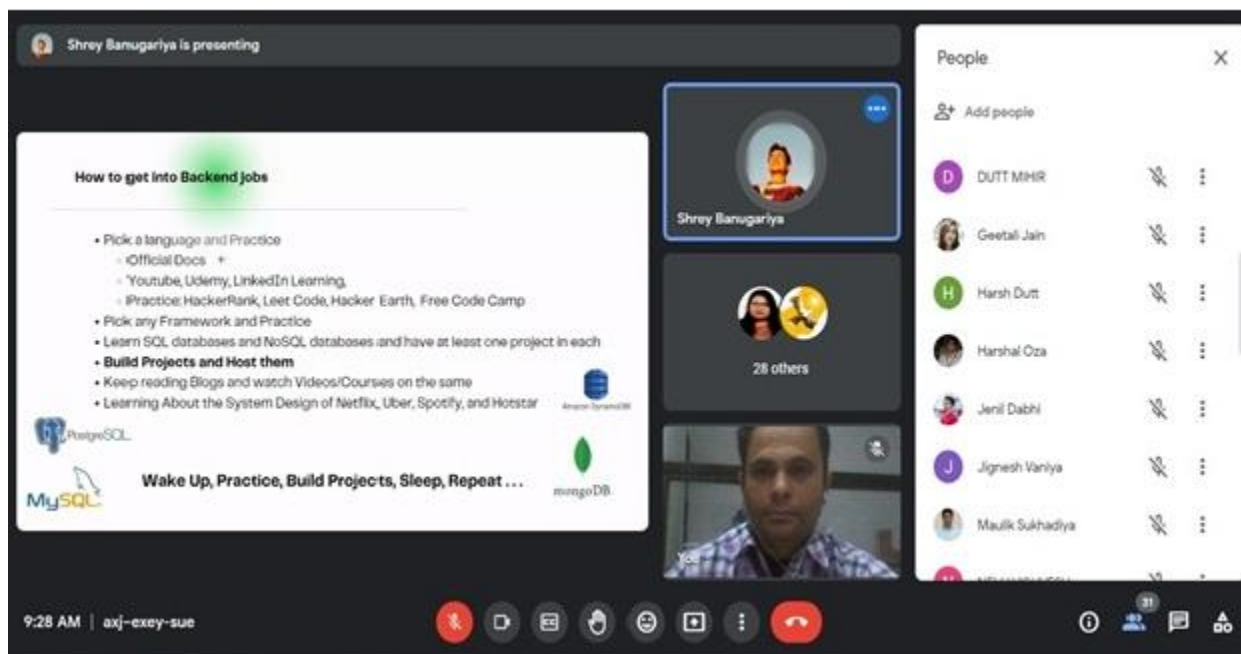 Shrey Banugariya is presenting
How to get into Backend jobs
• Pick a language and Practice
Official Docs +
Youtube, Udemy, LinkedIn Learning,
Practice: HackerRank, Leet Code, Hacker Earth, Free Code Camp
• Pick any Framework and Practice
• Learn SQL databases and NoSQL databases and have at least one project in each
• Build Projects and Host them
• Keep reading Blogs and watch Videos/Courses on the same
• Learning About the System Design of Netflix, Uber, Spotify, and Hotstar
Amazon DynamoDB
PostgreSQL
MySQL
Wake Up, Practice, Build Projects, Sleep, Repeat ...
mongoDB
Shrey Banugariya
28 others
You
People
Add people
D DUTT MIHIR
Geetali Jain
H Harsh Dutt
Harshal Oza
Jenil Dabhi
J Jignesh Vaniya
Maulik Sukhadiya
9:28 AM | axj-exey-sue
31